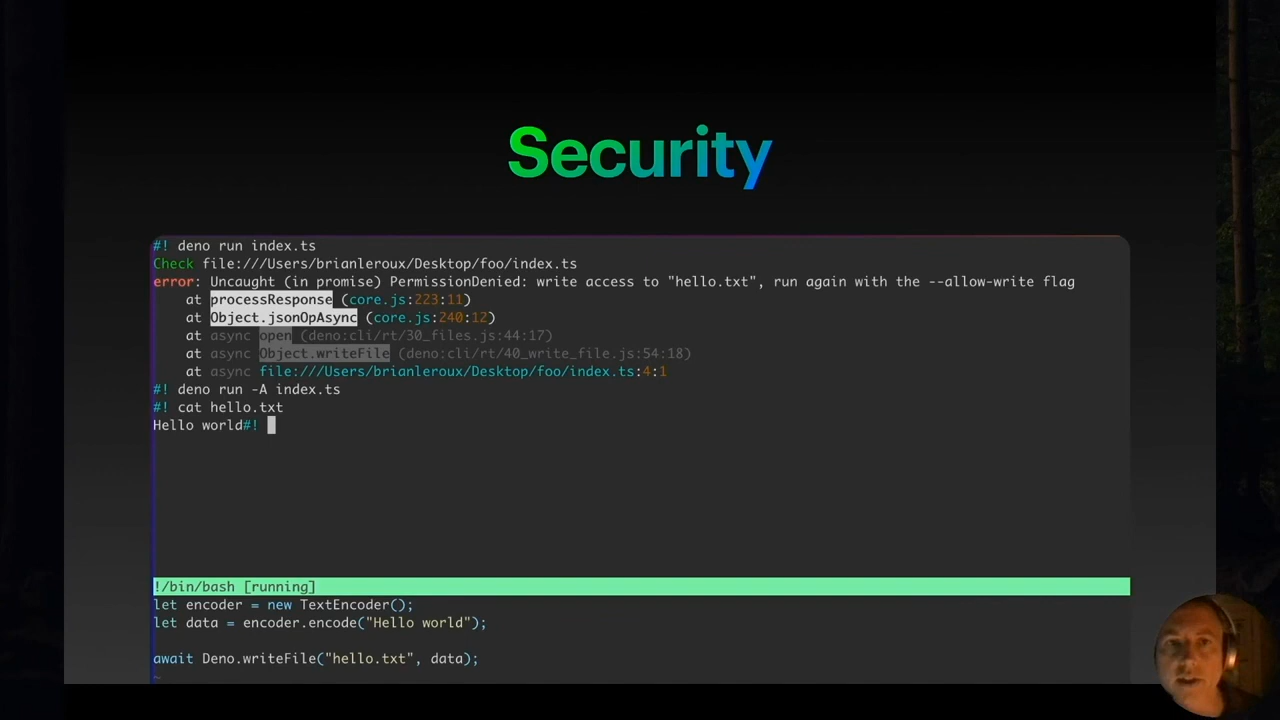 Security
#! deno run index.ts
Check file:///Users/brianleroux/Desktop/foo/index.ts
error: Uncaught (in promise) PermissionDenied: write access to "hello.txt", run again with the --allow-write flag
    at processResponse (core.js:223:11)
    at Object.jsonOpAsync (core.js:240:12)
    at async open (deno:cli/rt/30_files.js:44:17)
    at async Object.writeFile (deno:cli/rt/40_write_file.js:54:18)
    at async file:///Users/brianleroux/Desktop/foo/index.ts:4:1
#! deno run -A index.ts
#! cat hello.txt
Hello world#!
!/bin/bash [running]
let encoder = new TextEncoder();
let data = encoder.encode("Hello world");
await Deno.writeFile("hello.txt", data);
~